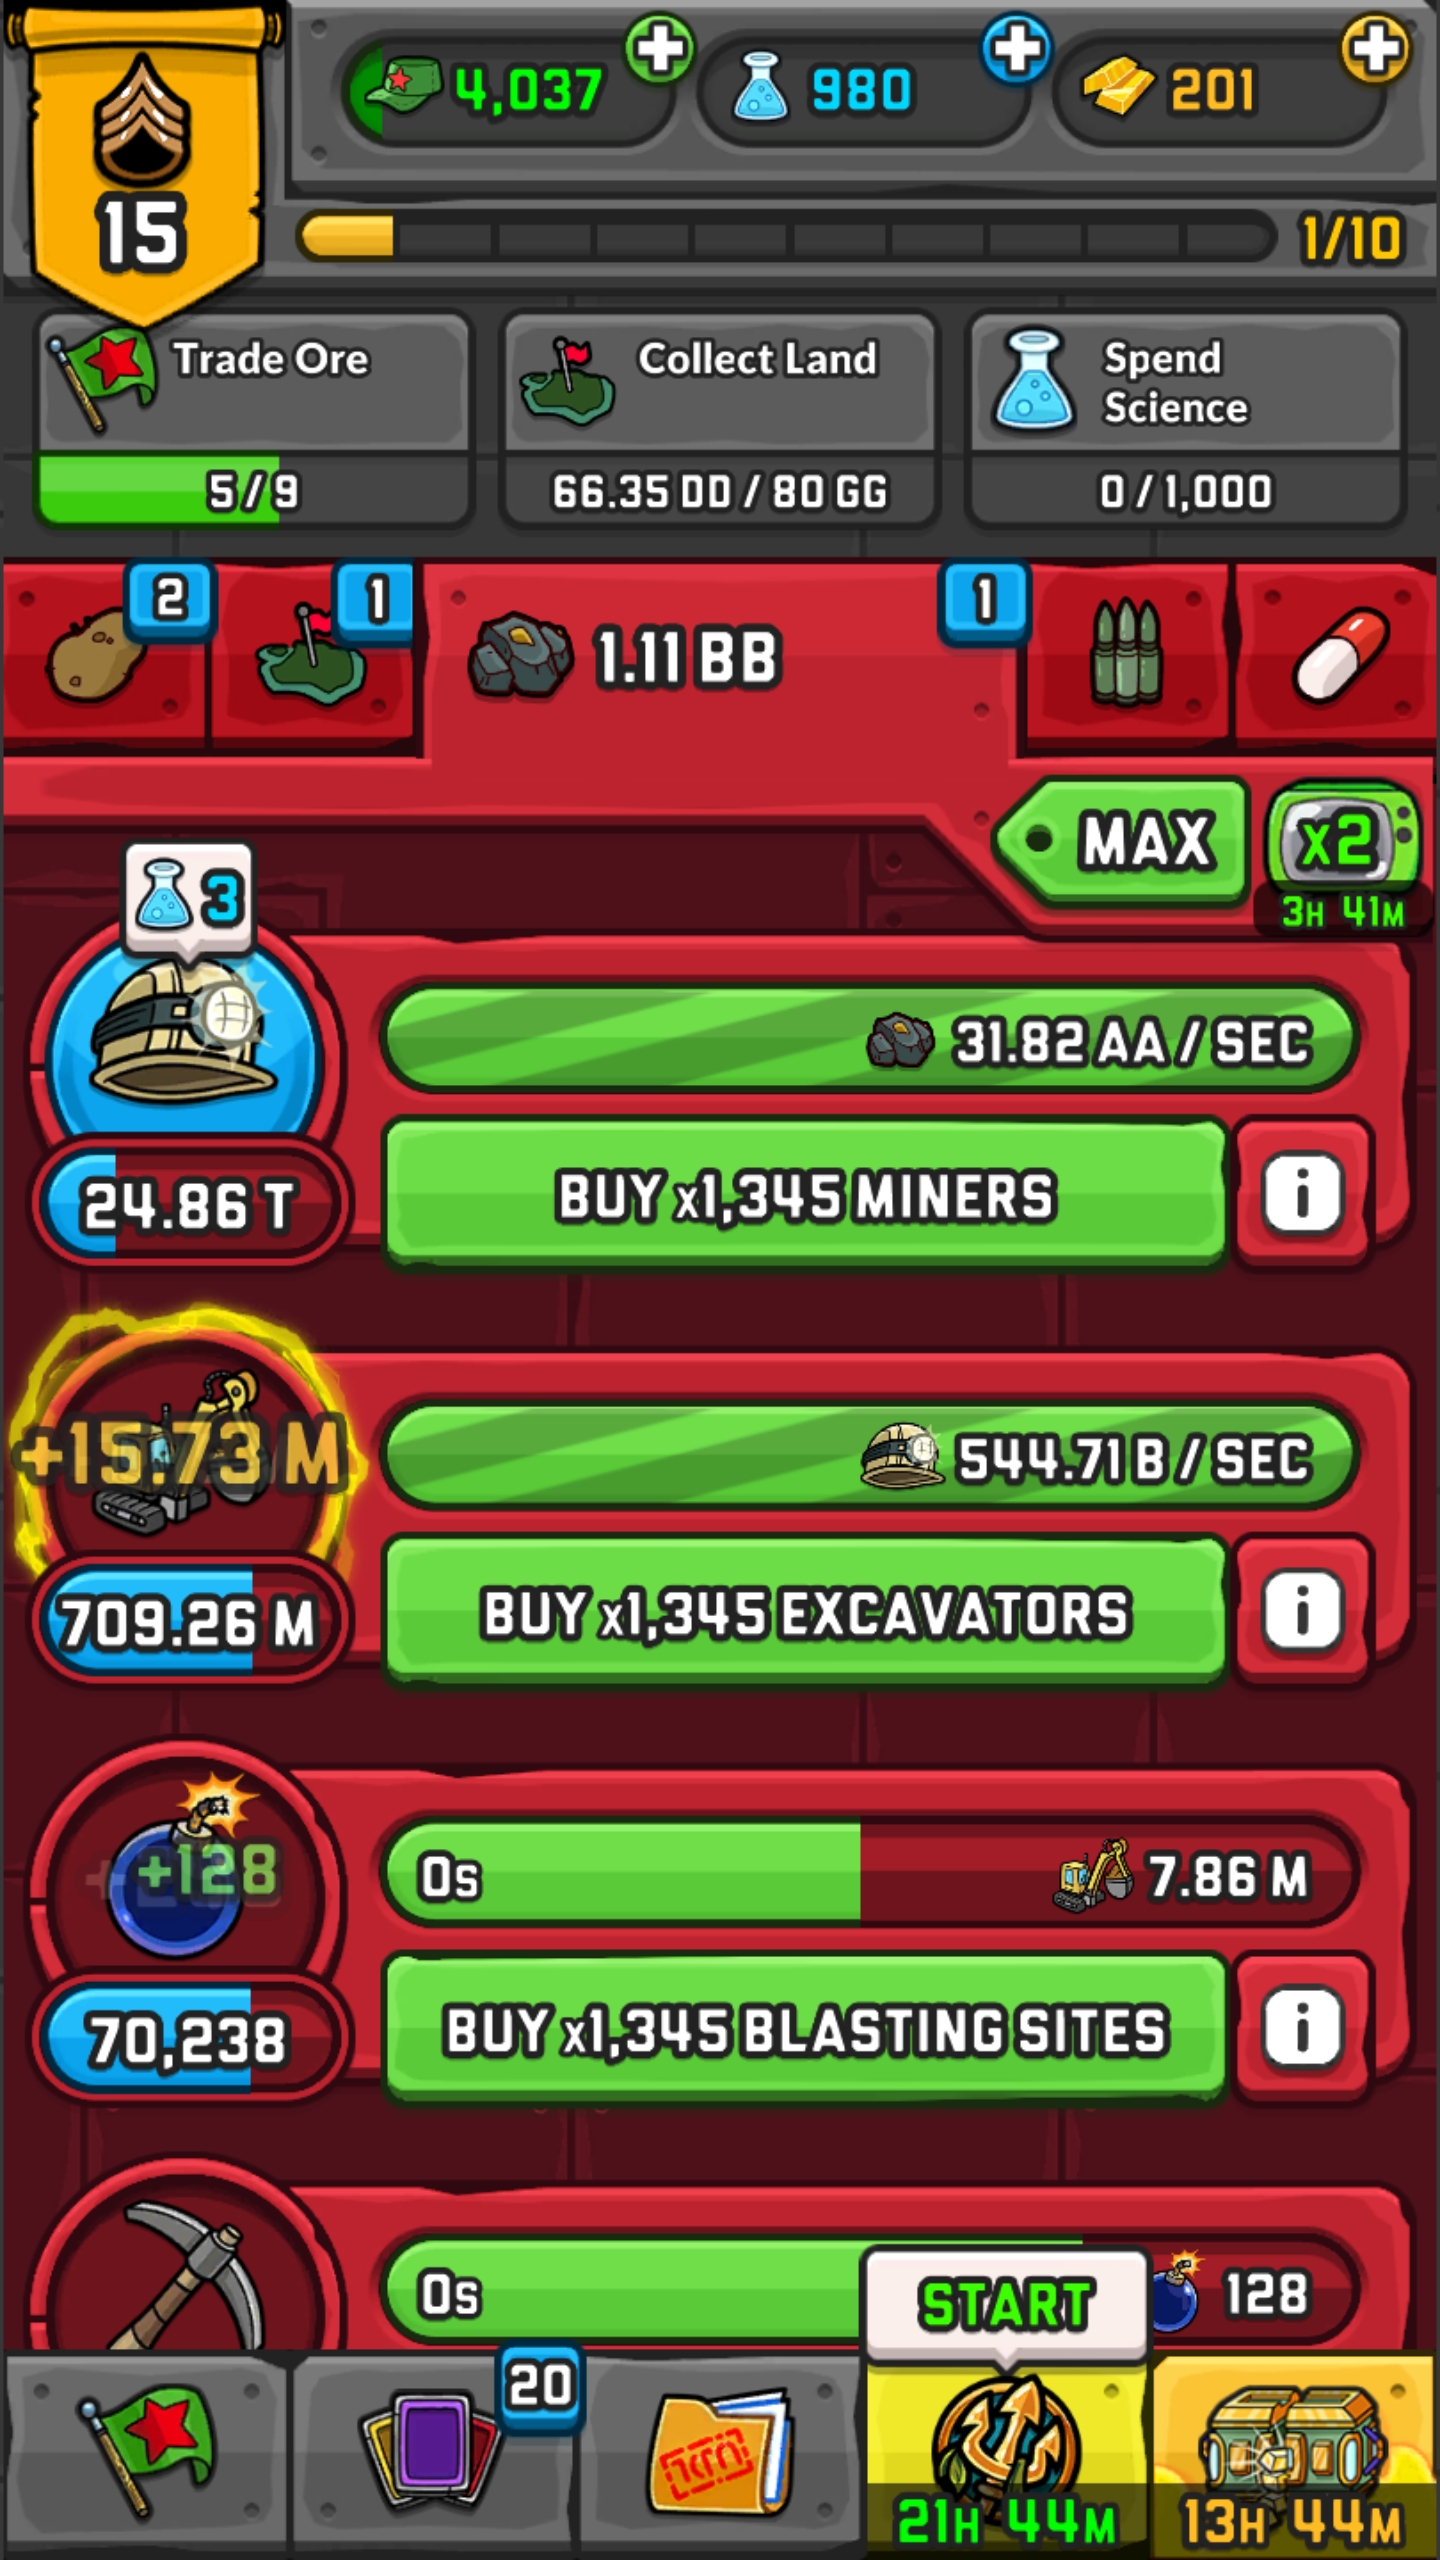 4,037
980
201
15
1/10
Trade Ore
Collect Land
Spend
Science
5/9
66.35 DD / 80 GG
0 / 1,000
2
1
1.11 BB
1
MAX
x2
3H 41M
3
31.82 AA / SEC
24.86 T
BUY x1,345 MINERS
i
+15.73 M
544.71 B / SEC
709.26 M
BUY x1,345 EXCAVATORS
i
+128
0s
7.86 M
70,238
BUY x1,345 BLASTING SITES
i
0s
128
START
20
21H 44M
13H 44M